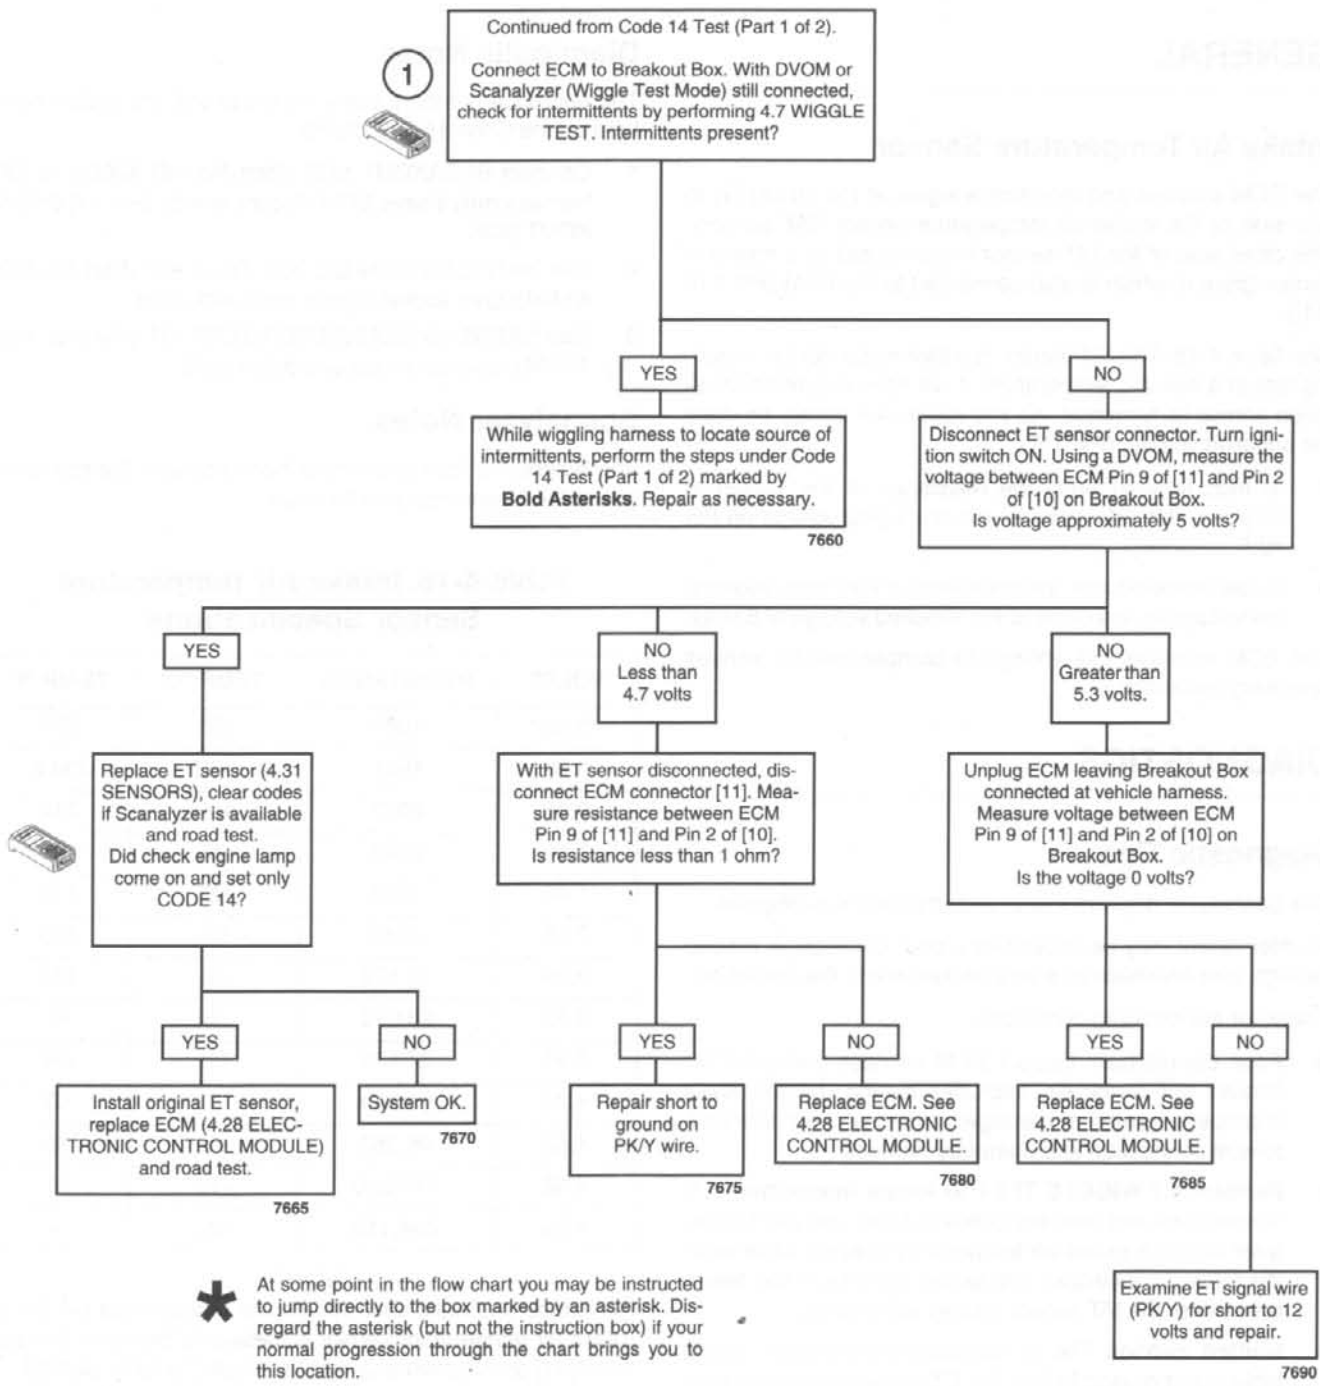 Continued from Code 14 Test (Part 1 of 2).
1
Connect ECM to Breakout Box. With DVOM or
Scanalyzer (Wiggle Test Mode) still connected,
check for intermittents by performing 4.7 WIGGLE
TEST. Intermittents present?
YES
NO
While wiggling harness to locate source of
intermittents, perform the steps under Code
14 Test (Part 1 of 2) marked by
Bold Asterisks. Repair as necessary.
7660
Disconnect ET sensor connector. Turn igni-
tion switch ON. Using a DVOM, measure the
voltage between ECM Pin 9 of [11] and Pin 2
of [10] on Breakout Box.
Is voltage approximately 5 volts?
YES
NO
Less than
4.7 volts
NO
Greater than
5.3 volts.
Replace ET sensor (4.31
SENSORS), clear codes
if Scanalyzer is available
and road test.
Did check engine lamp
come on and set only
CODE 14?
With ET sensor disconnected, dis-
connect ECM connector [11]. Mea-
sure resistance between ECM
Pin 9 of [11] and Pin 2 of [10].
Is resistance less than 1 ohm?
Unplug ECM leaving Breakout Box
connected at vehicle harness.
Measure voltage between ECM
Pin 9 of [11] and Pin 2 of [10] on
Breakout Box.
Is the voltage 0 volts?
YES
NO
YES
NO
YES
NO
Install original ET sensor,
replace ECM (4.28 ELEC-
TRONIC CONTROL MODULE)
and road test.
7665
System OK.
7670
Repair short to
ground on
PK/Y wire.
7675
Replace ECM. See
4.28 ELECTRONIC
CONTROL MODULE.
7680
Replace ECM. See
4.28 ELECTRONIC
CONTROL MODULE.
7685
Examine ET signal wire
(PK/Y) for short to 12
volts and repair.
7690
* At some point in the flow chart you may be instructed
to jump directly to the box marked by an asterisk. Dis-
regard the asterisk (but not the instruction box) if your
normal progression through the chart brings you to
this location.